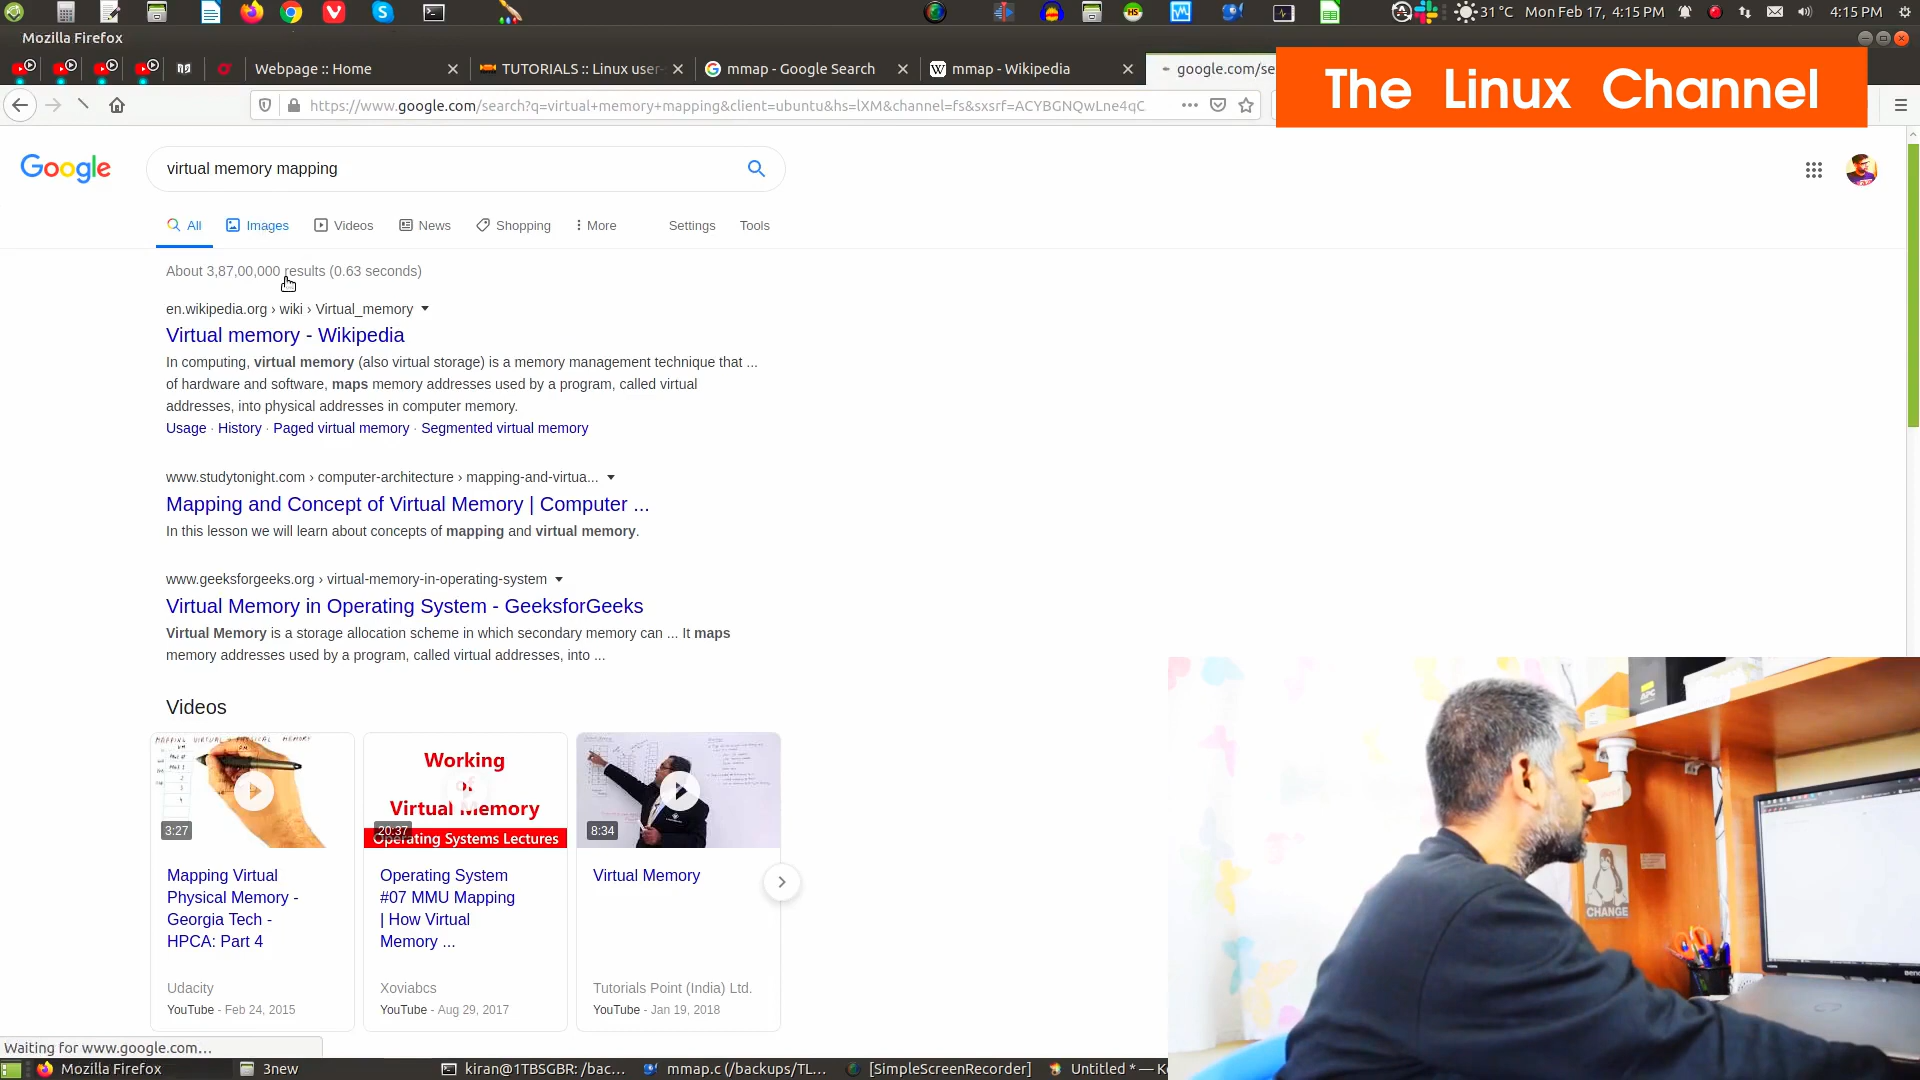 31 °C Mon Feb 17, 4:15 PM 4:15 PM
Mozilla Firefox
Webpage :: Home
TUTORIALS :: Linux user-
mmap - Google Search
mmap - Wikipedia
google.com/se
The Linux Channel
https://www.google.com/search?q=virtual+memory+mapping&client=ubuntu&hs=lXM&channel=fs&sxsrf=ACYBGNQwLne4qC
Google
virtual memory mapping
All Images Videos News Shopping More Settings Tools
About 3,87,00,000 results (0.63 seconds)
en.wikipedia.org › wiki › Virtual_memory
Virtual memory - Wikipedia
In computing, virtual memory (also virtual storage) is a memory management technique that ...
of hardware and software, maps memory addresses used by a program, called virtual
addresses, into physical addresses in computer memory.
Usage · History · Paged virtual memory · Segmented virtual memory
www.studytonight.com › computer-architecture › mapping-and-virtua...
Mapping and Concept of Virtual Memory | Computer ...
In this lesson we will learn about concepts of mapping and virtual memory.
www.geeksforgeeks.org › virtual-memory-in-operating-system
Virtual Memory in Operating System - GeeksforGeeks
Virtual Memory is a storage allocation scheme in which secondary memory can ... It maps
memory addresses used by a program, called virtual addresses, into ...
Videos
MAPPING VIRTUAL PHYSICAL MEMORY
3:27
Mapping Virtual
Physical Memory -
Georgia Tech -
HPCA: Part 4
Udacity
YouTube - Feb 24, 2015
Working
of
Virtual Memory
20:37
Operating Systems Lectures
Operating System
#07 MMU Mapping
| How Virtual
Memory ...
Xoviabcs
YouTube - Aug 29, 2017
8:34
Virtual Memory
Tutorials Point (India) Ltd.
YouTube - Jan 19, 2018
APC
CHANGE
BenQ
Waiting for www.google.com…
Mozilla Firefox
3new
kiran@1TBSGBR: /bac...
mmap.c (/backups/TL...
[SimpleScreenRecorder]
Untitled * — K